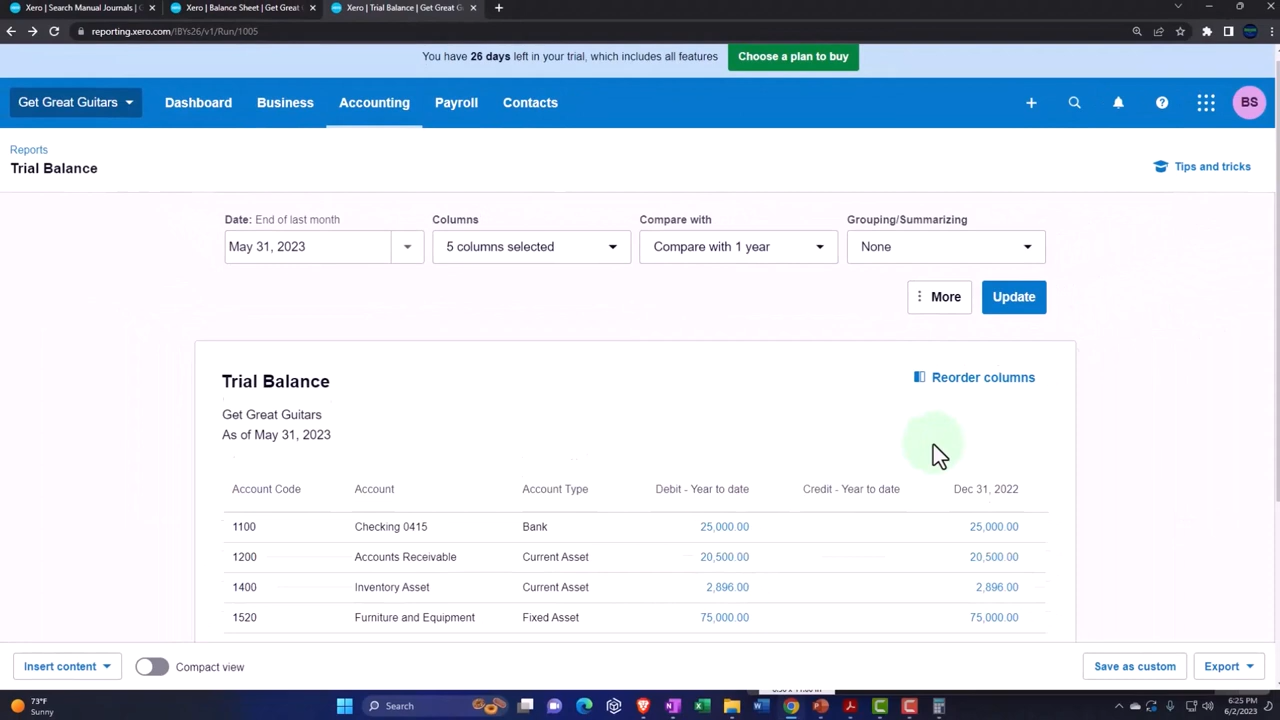 Xero | Search Manual Journals | Xero | Balance Sheet | Get Great Xero | Trial Balance | Get Great G
reporting.xero.com/!BYs26/v1/Run/1005
You have 26 days left in your trial, which includes all features Choose a plan to buy
Get Great Guitars Dashboard Business Accounting Payroll Contacts BS
Reports
Trial Balance
Tips and tricks
Date: End of last month Columns Compare with Grouping/Summarizing
May 31, 2023 5 columns selected Compare with 1 year None
More Update
Trial Balance Reorder columns
Get Great Guitars
As of May 31, 2023
Account Code Account Account Type Debit - Year to date Credit - Year to date Dec 31, 2022
1100 Checking 0415 Bank 25,000.00 25,000.00
1200 Accounts Receivable Current Asset 20,500.00 20,500.00
1400 Inventory Asset Current Asset 2,896.00 2,896.00
1520 Furniture and Equipment Fixed Asset 75,000.00 75,000.00
Insert content Compact view Save as custom Export
73°F
Sunny
Search
6:25 PM
6/2/2023